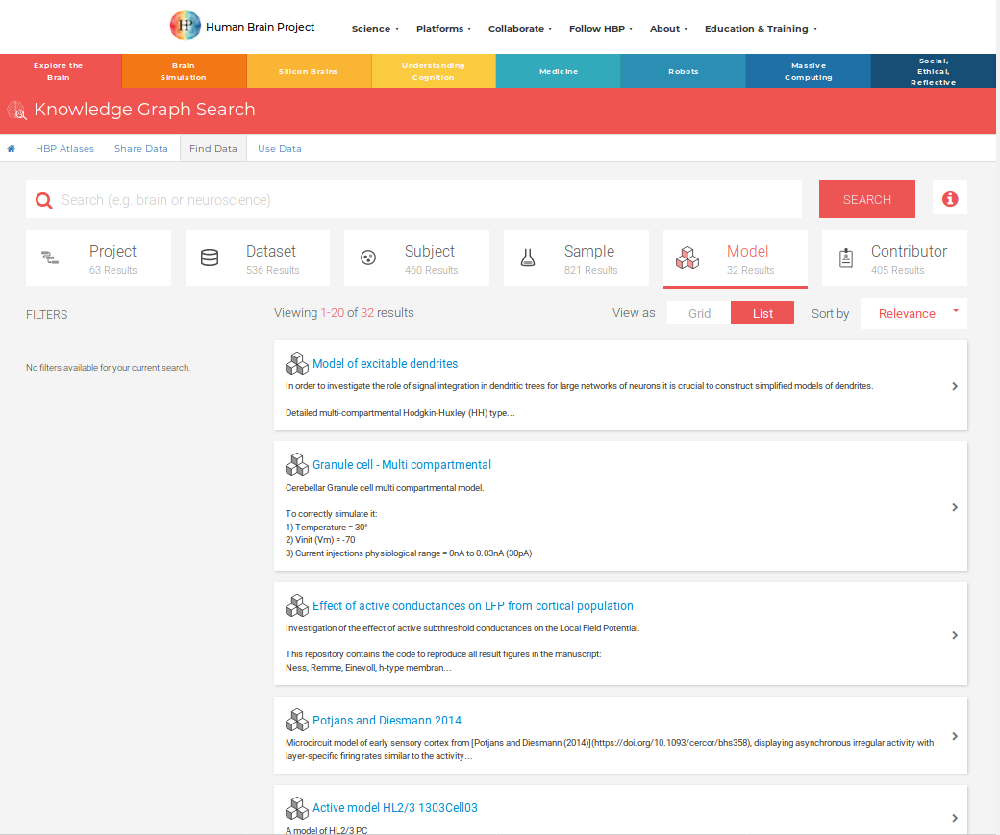 Human Brain Project
Science
Platforms
Collaborate
Follow HBP
About
Education & Training
Explore the
Brain
Brain
Simulation
Silicon Brains
Understanding
Cognition
Medicine
Robots
Massive
Computing
Social,
Ethical,
Reflective
Knowledge Graph Search
HBP Atlases
Share Data
Find Data
Use Data
Search (e.g. brain or neuroscience)
SEARCH
Project
63 Results
Dataset
536 Results
Subject
460 Results
Sample
821 Results
Model
32 Results
Contributor
405 Results
FILTERS
No filters available for your current search.
Viewing 1-20 of 32 results
View as
Grid
List
Sort by
Relevance
Model of excitable dendrites
In order to investigate the role of signal integration in dendritic trees for large networks of neurons it is crucial to construct simplified models of dendrites.
Detailed multi-compartmental Hodgkin-Huxley (HH) type...
Granule cell - Multi compartmental
Cerebellar Granule cell multi compartmental model.
To correctly simulate it:
1) Temperature = 30°
2) Vinit (Vm) = -70
3) Current injections physiological range = 0nA to 0.03nA (30pA)
Effect of active conductances on LFP from cortical population
Investigation of the effect of active subthreshold conductances on the Local Field Potential.
This repository contains the code to reproduce all result figures in the manuscript:
Ness, Remme, Einevoll, h-type membran...
Potjans and Diesmann 2014
Microcircuit model of early sensory cortex from [Potjans and Diesmann (2014)](https://doi.org/10.1093/cercor/bhs358), displaying asynchronous irregular activity with
layer-specific firing rates similar to the activity...
Active model HL2/3 1303Cell03
A model of HL2/3 PC